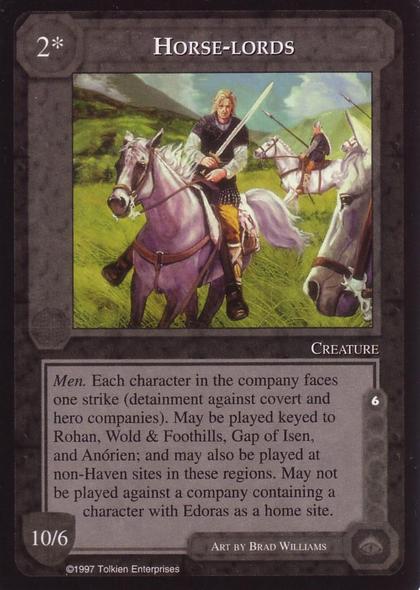 2*
HORSE-LORDS
CREATURE
Men. Each character in the company faces
one strike (detainment against covert and
hero companies). May be played keyed to
Rohan, Wold & Foothills, Gap of Isen,
and Anórien; and may also be played at
non-Haven sites in these regions. May not
be played against a company containing a
character with Edoras as a home site.
6
10/6
ART BY BRAD WILLIAMS
©1997 Tolkien Enterprises